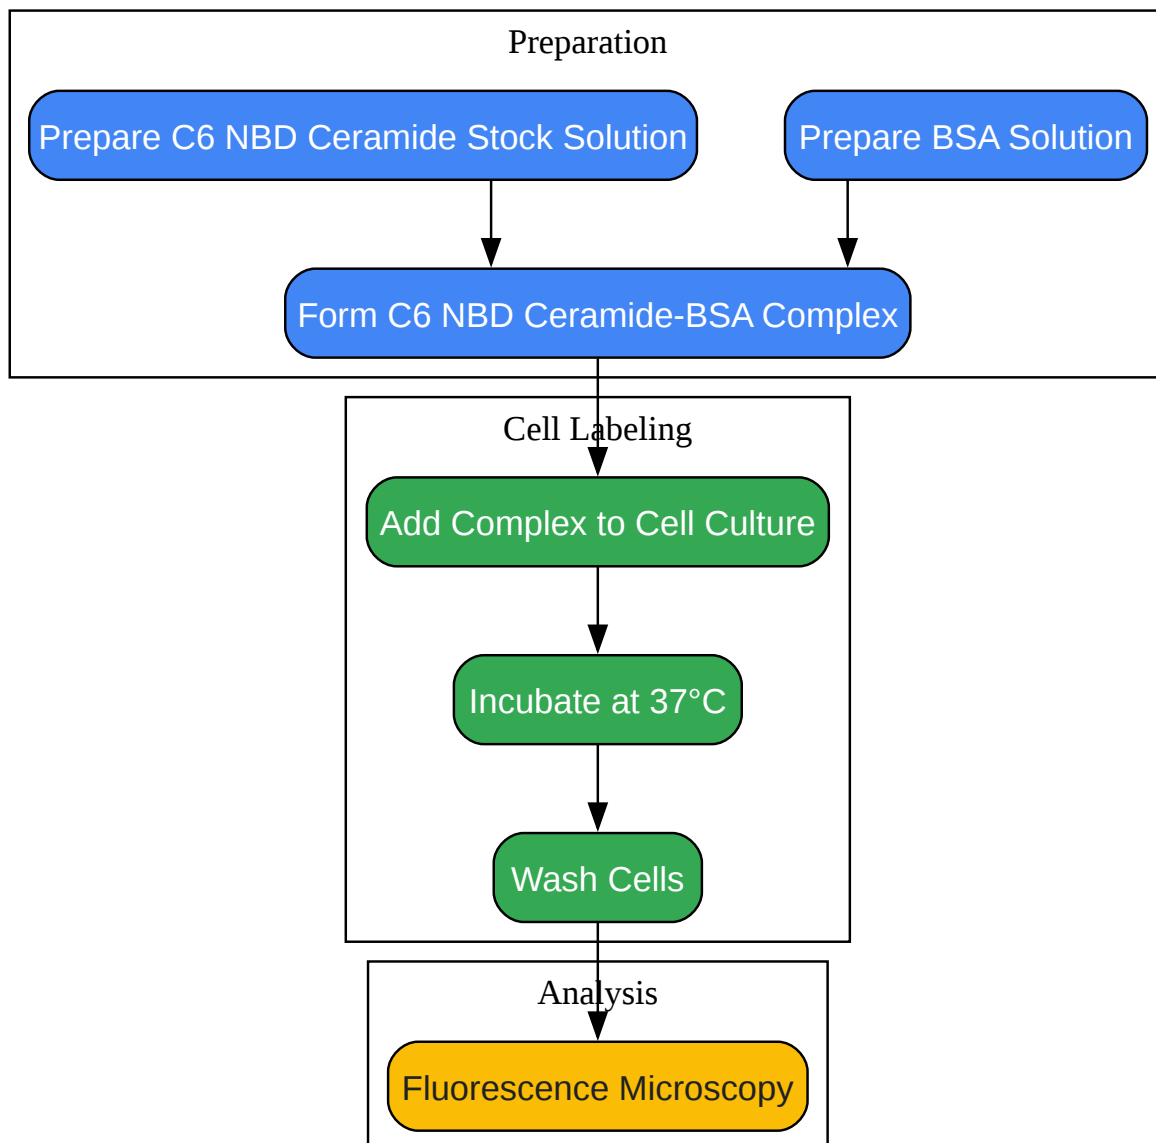 Preparation
Prepare C6 NBD Ceramide Stock Solution
Prepare BSA Solution
Form C6 NBD Ceramide-BSA Complex
Cell Labeling
Add Complex to Cell Culture
Incubate at 37°C
Wash Cells
Analysis
Fluorescence Microscopy